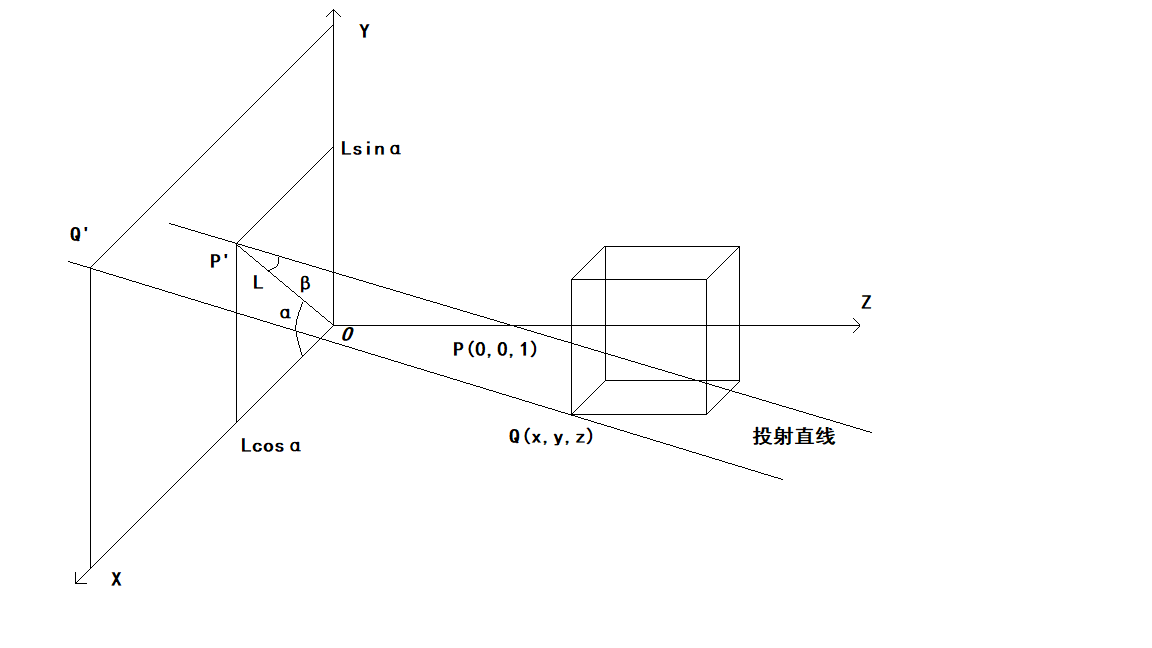 Y
Lsinα
Q'
P'
L
β
α
O
Z
P(0,0,1)
Q(x,y,z)
投射直线
Lcosα
X